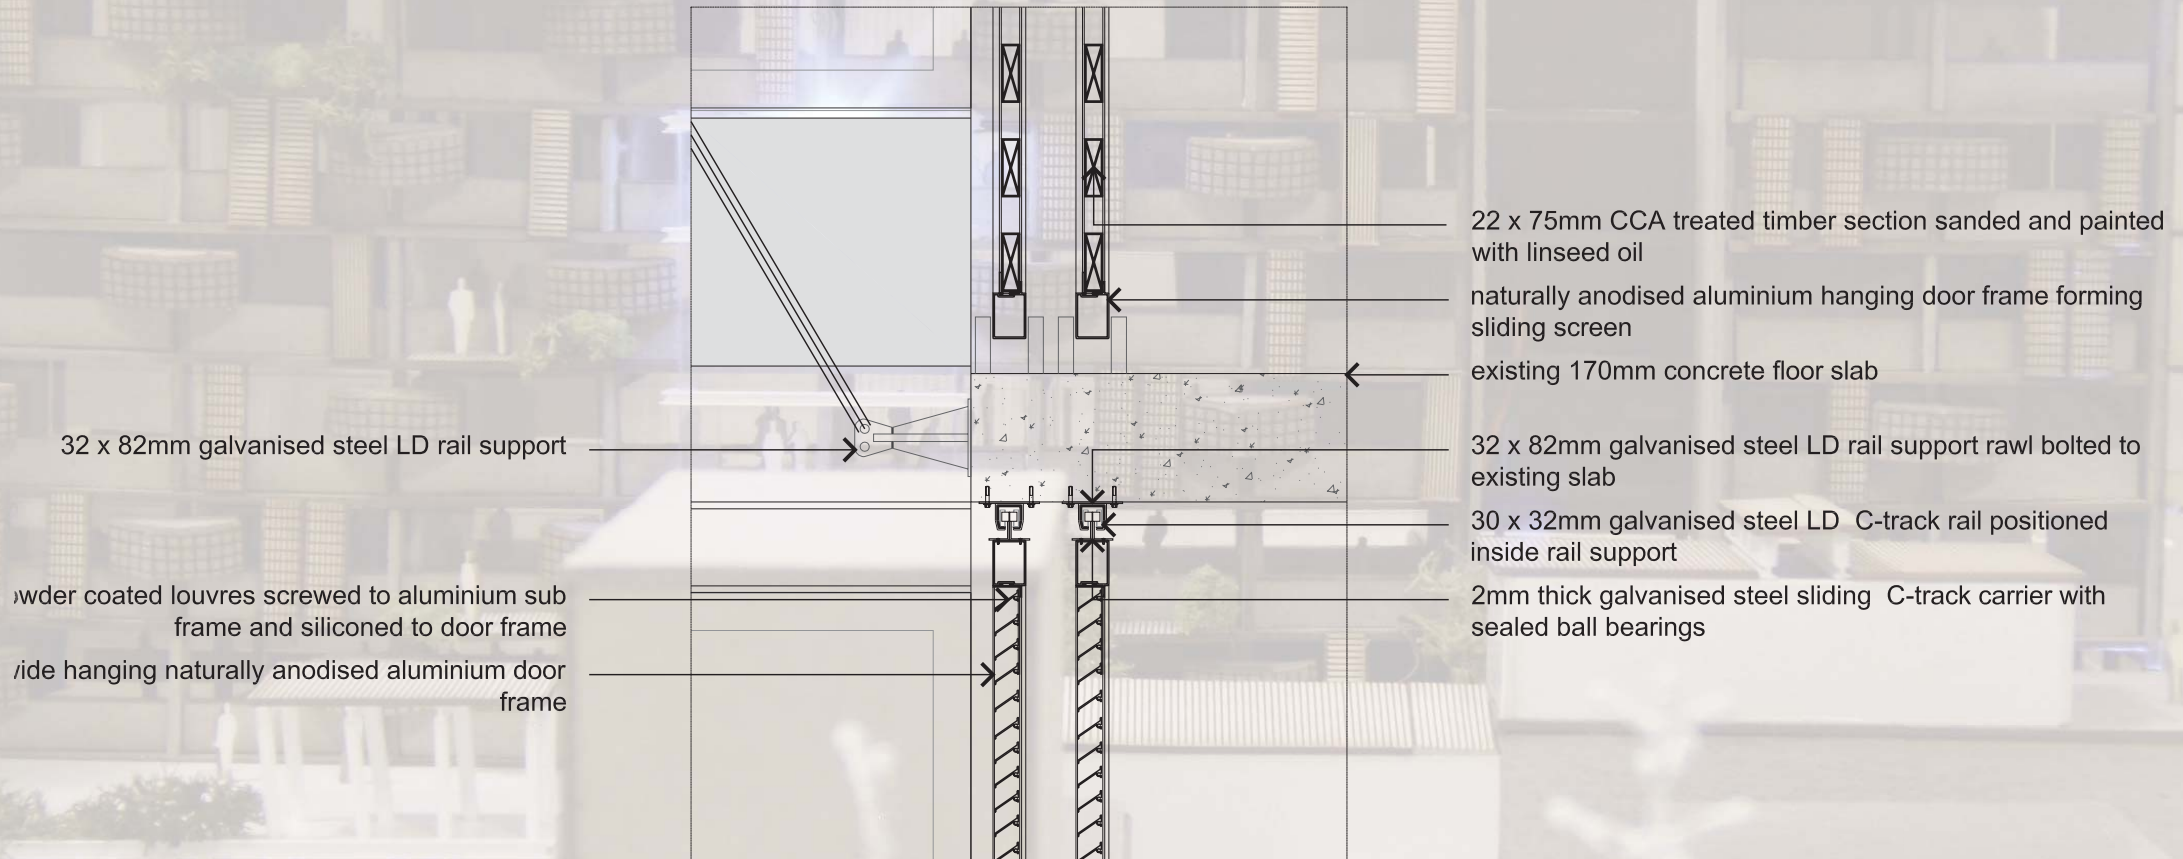 32 x 82mm galvanised steel LD rail support
coated louvres screwed to aluminium sub
frame and siliconed to door frame
hanging naturally anodised aluminium door
frame
22 x 75mm CCA treated timber section sanded and painted
with linseed oil
naturally anodised aluminium hanging door frame forming
sliding screen
existing 170mm concrete floor slab
32 x 82mm galvanised steel LD rail support rawl bolted to
existing slab
30 x 32mm galvanised steel LD  C-track rail positioned
inside rail support
2mm thick galvanised steel sliding  C-track carrier with
sealed ball bearings